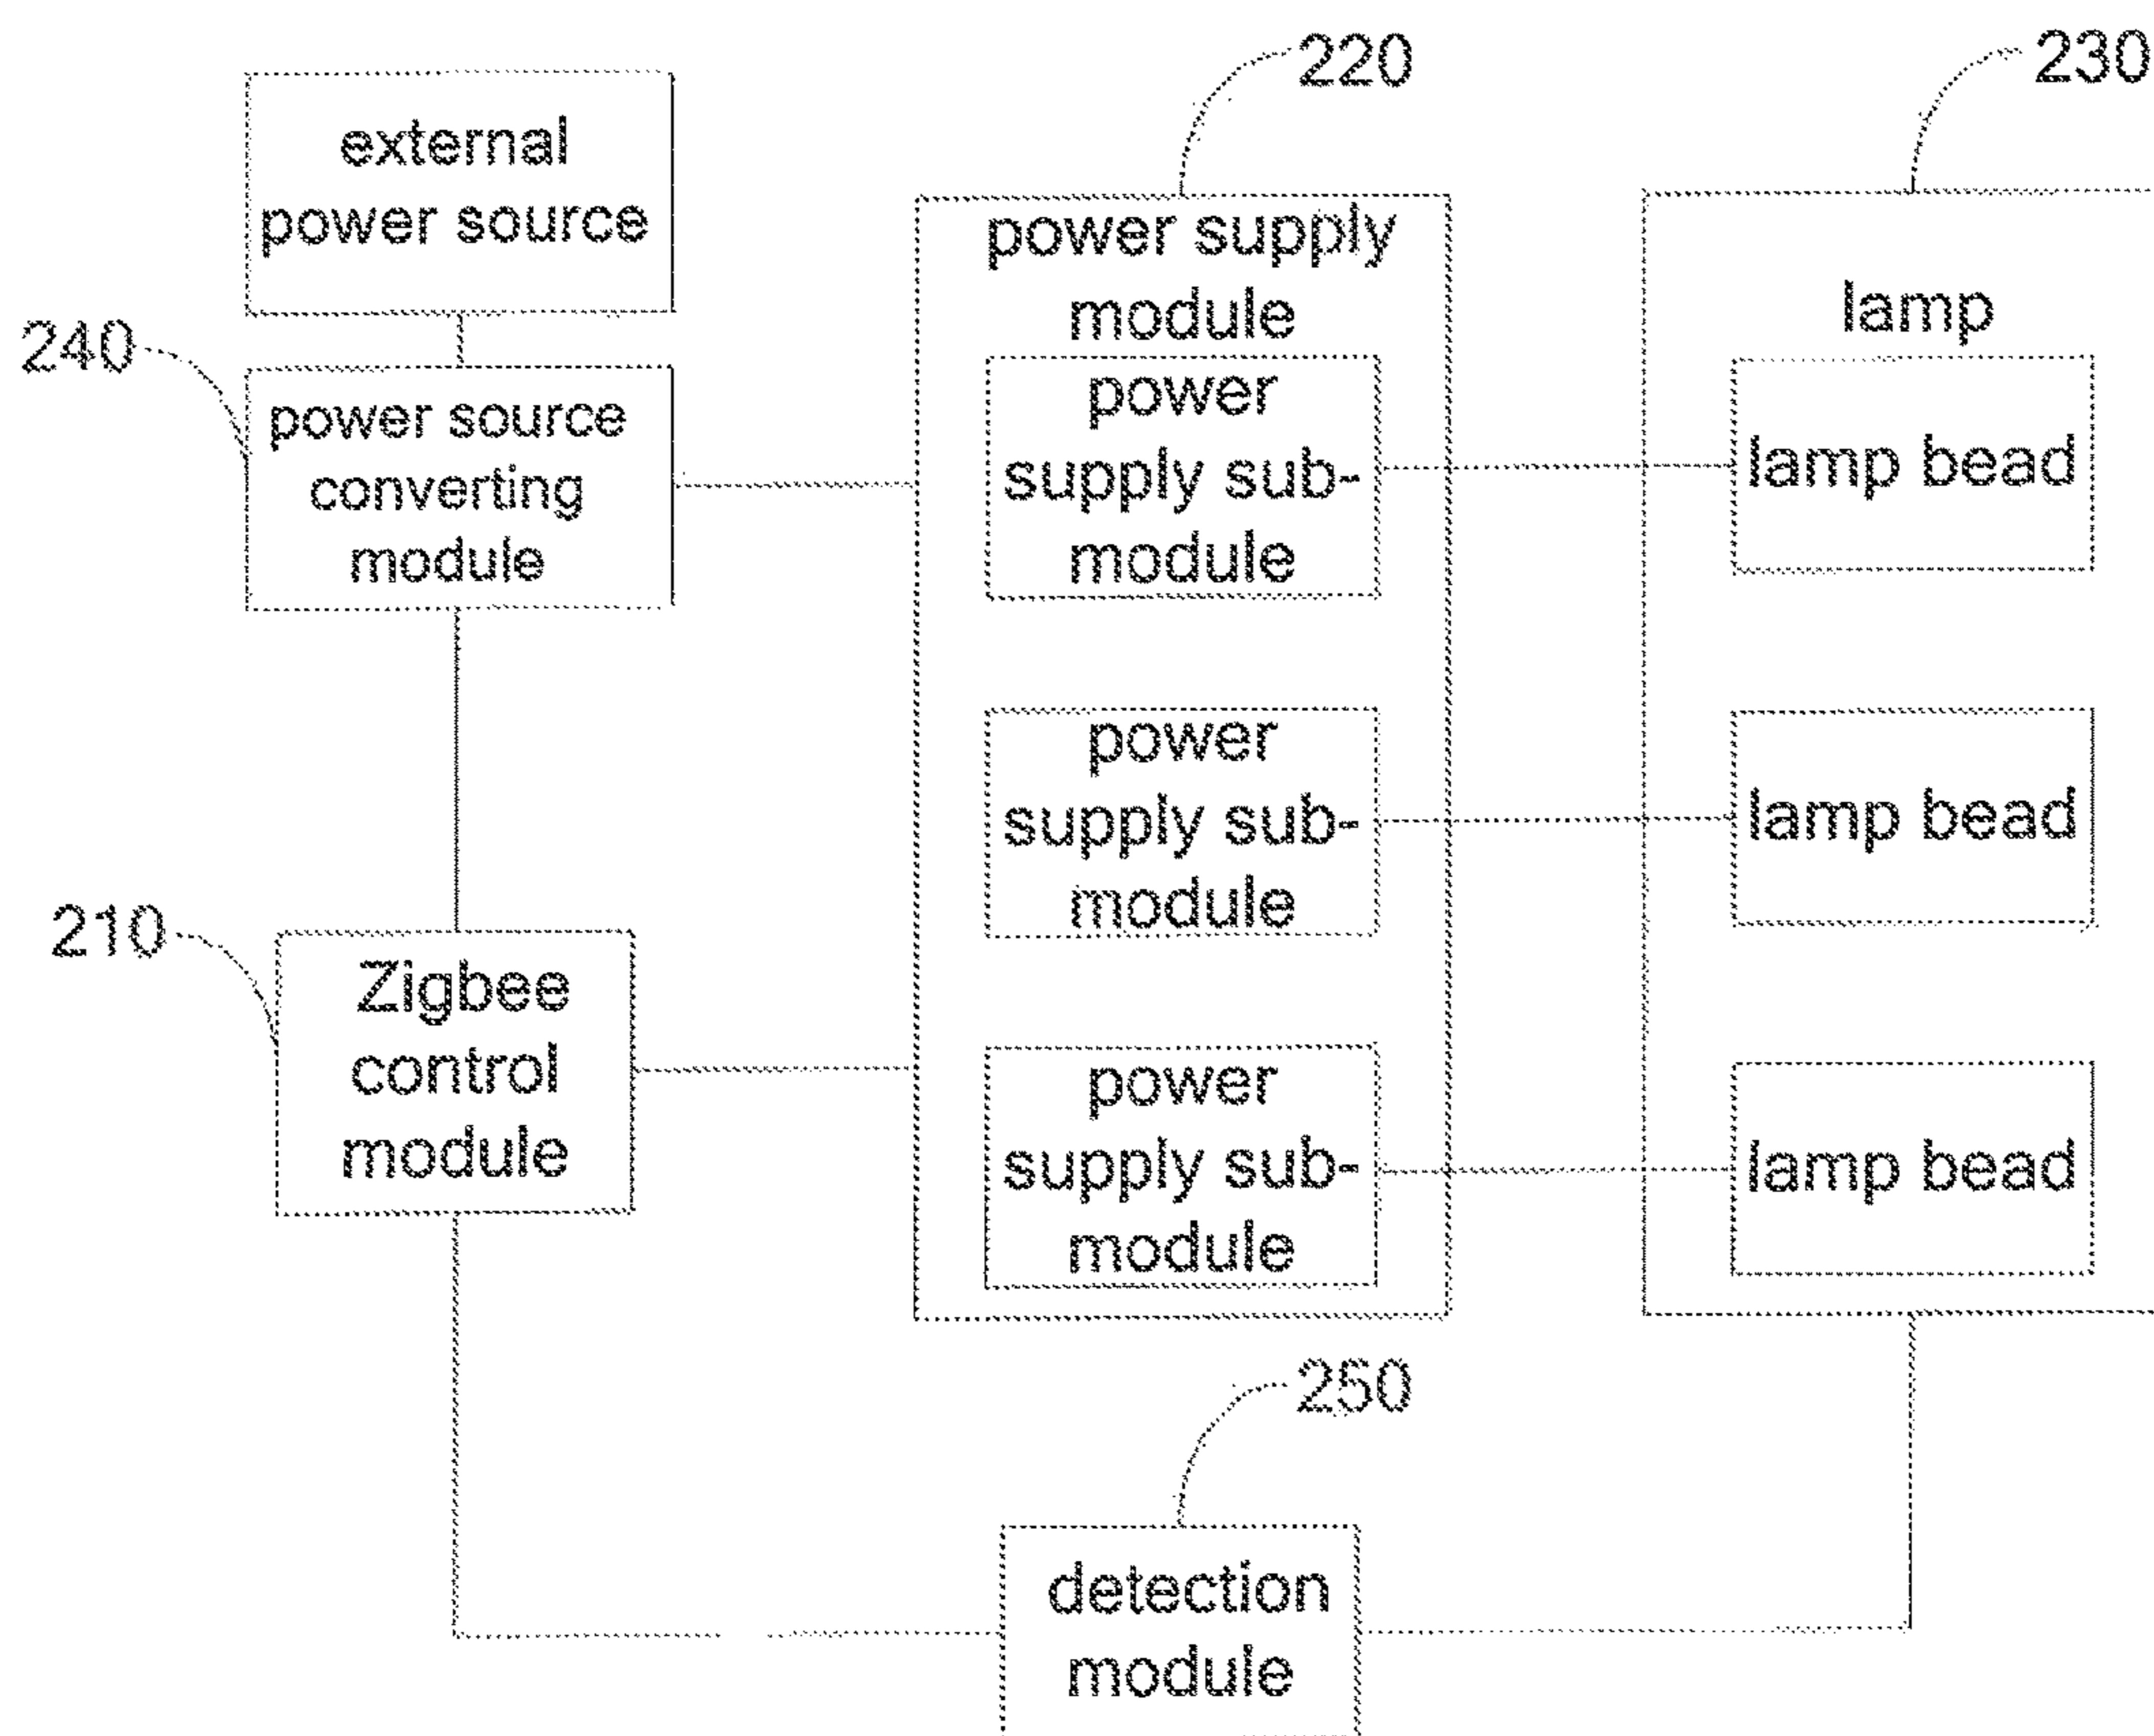 220
230
external
power source
power supply
module
lamp
240
power source
converting
module
power
supply sub-
module
lamp bead
power
supply sub-
module
lamp bead
210
Zigbee
control
module
power
supply sub-
module
lamp bead
250
detection
module